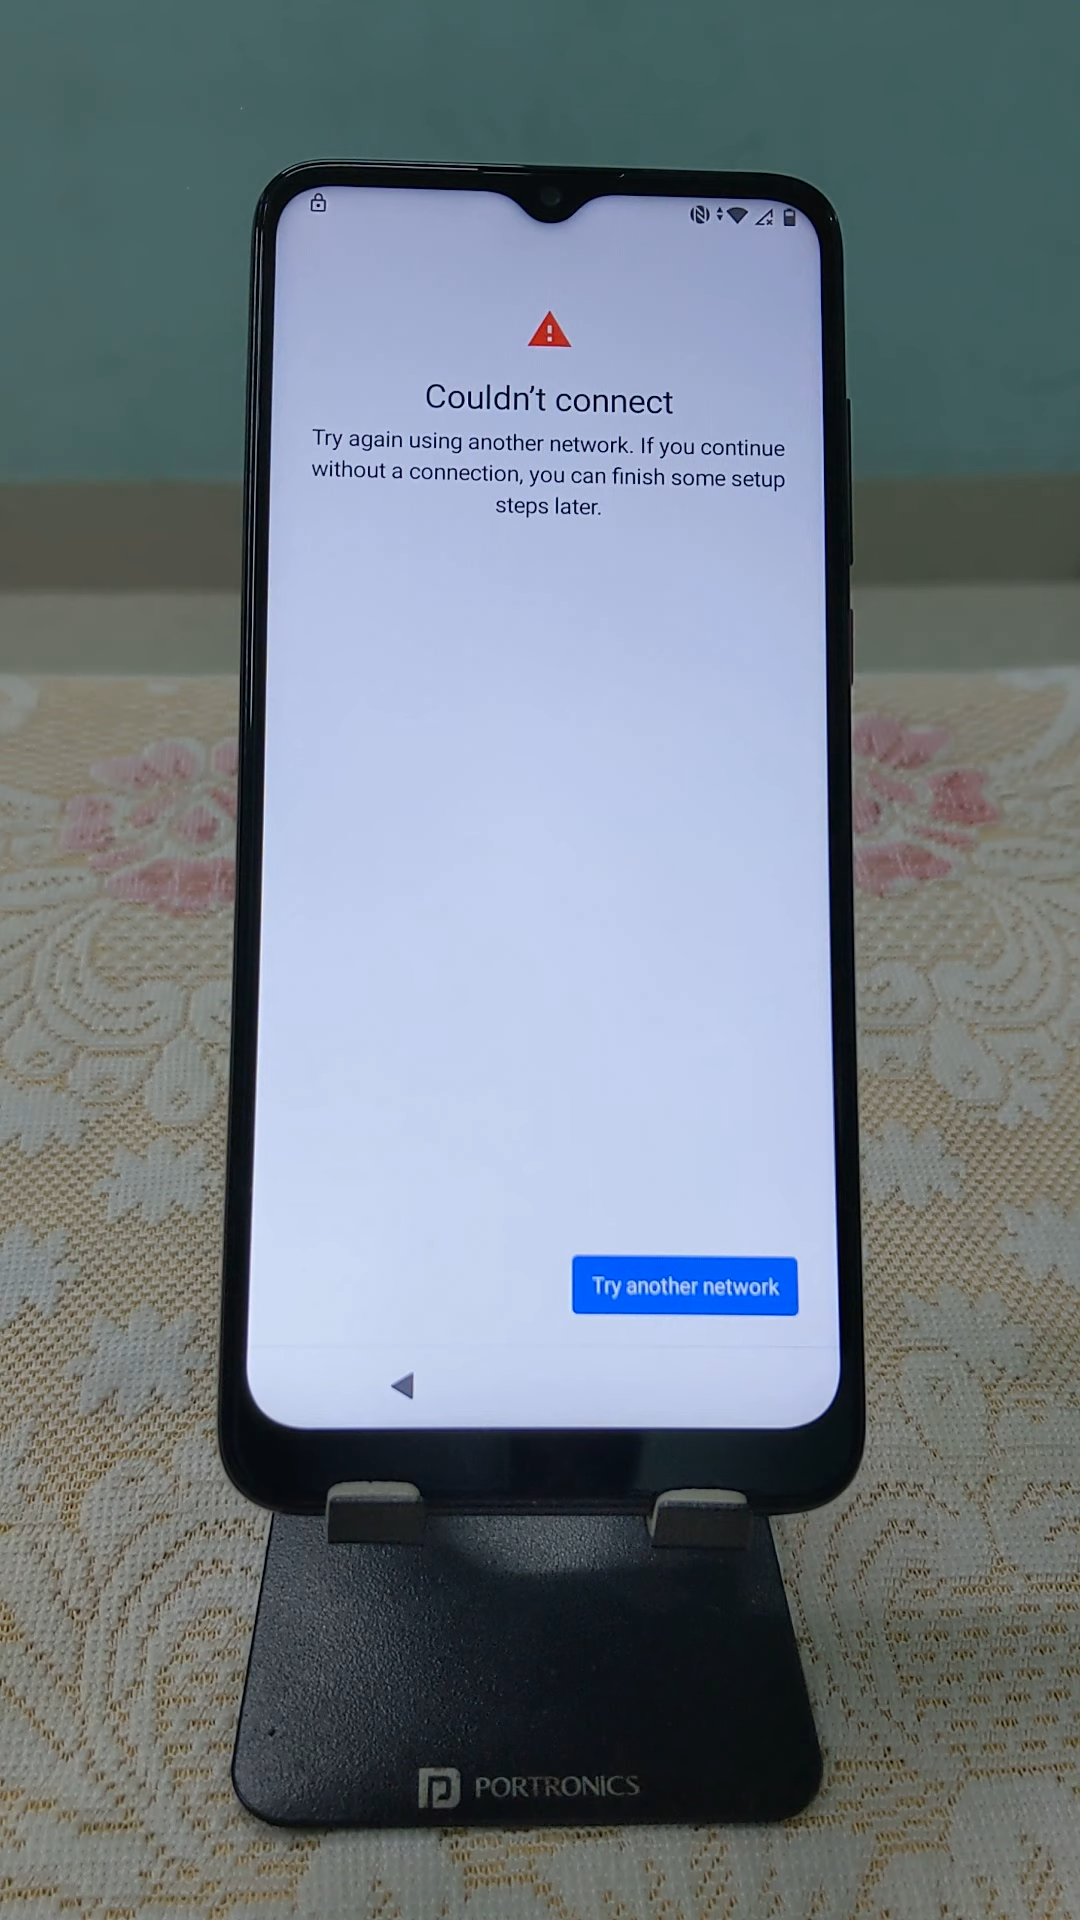 Couldn’t connect
Try again using another network. If you continue
without a connection, you can finish some setup
steps later.
Try another network
PORTRONICS